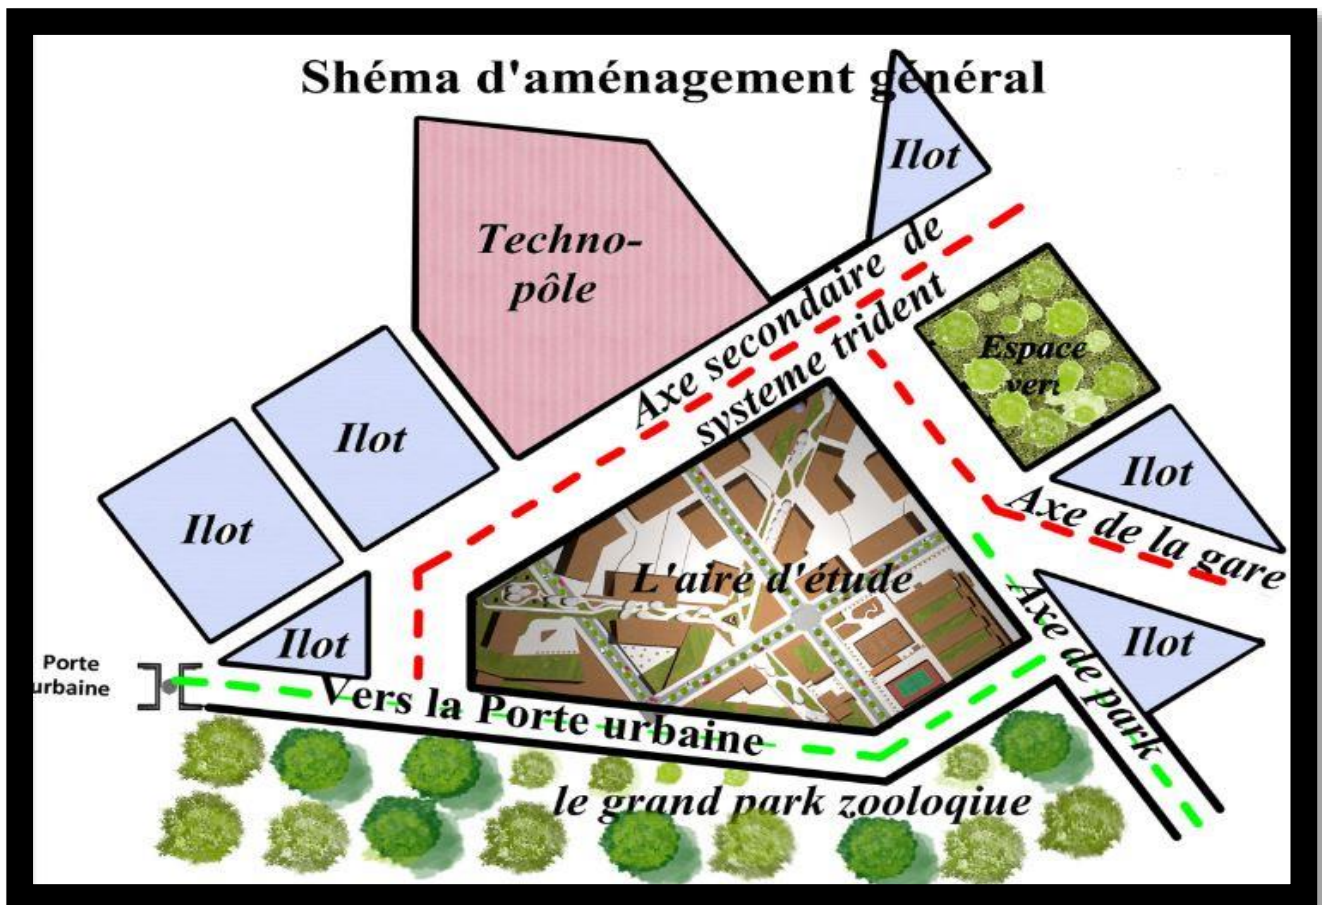 Shéma d'aménagement général
Ilot
Techno-
pôle
Axe secondaire de
systeme trident
Espace
vert
Ilot
Ilot
Ilot
Axe de la gare
L'aire d'étude
Ilot
Axe de park
Ilot
Porte
urbaine
Vers la Porte urbaine
le grand park zooloqiue